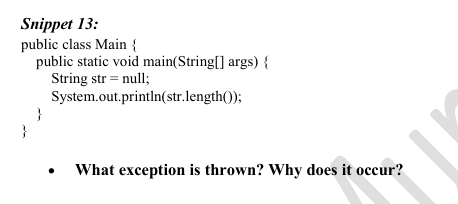 Snippet 13:
public class Main {
public static void main(String[] args) {
String str = null;
System.out.println(str.length());
}
}
• What exception is thrown? Why does it occur?